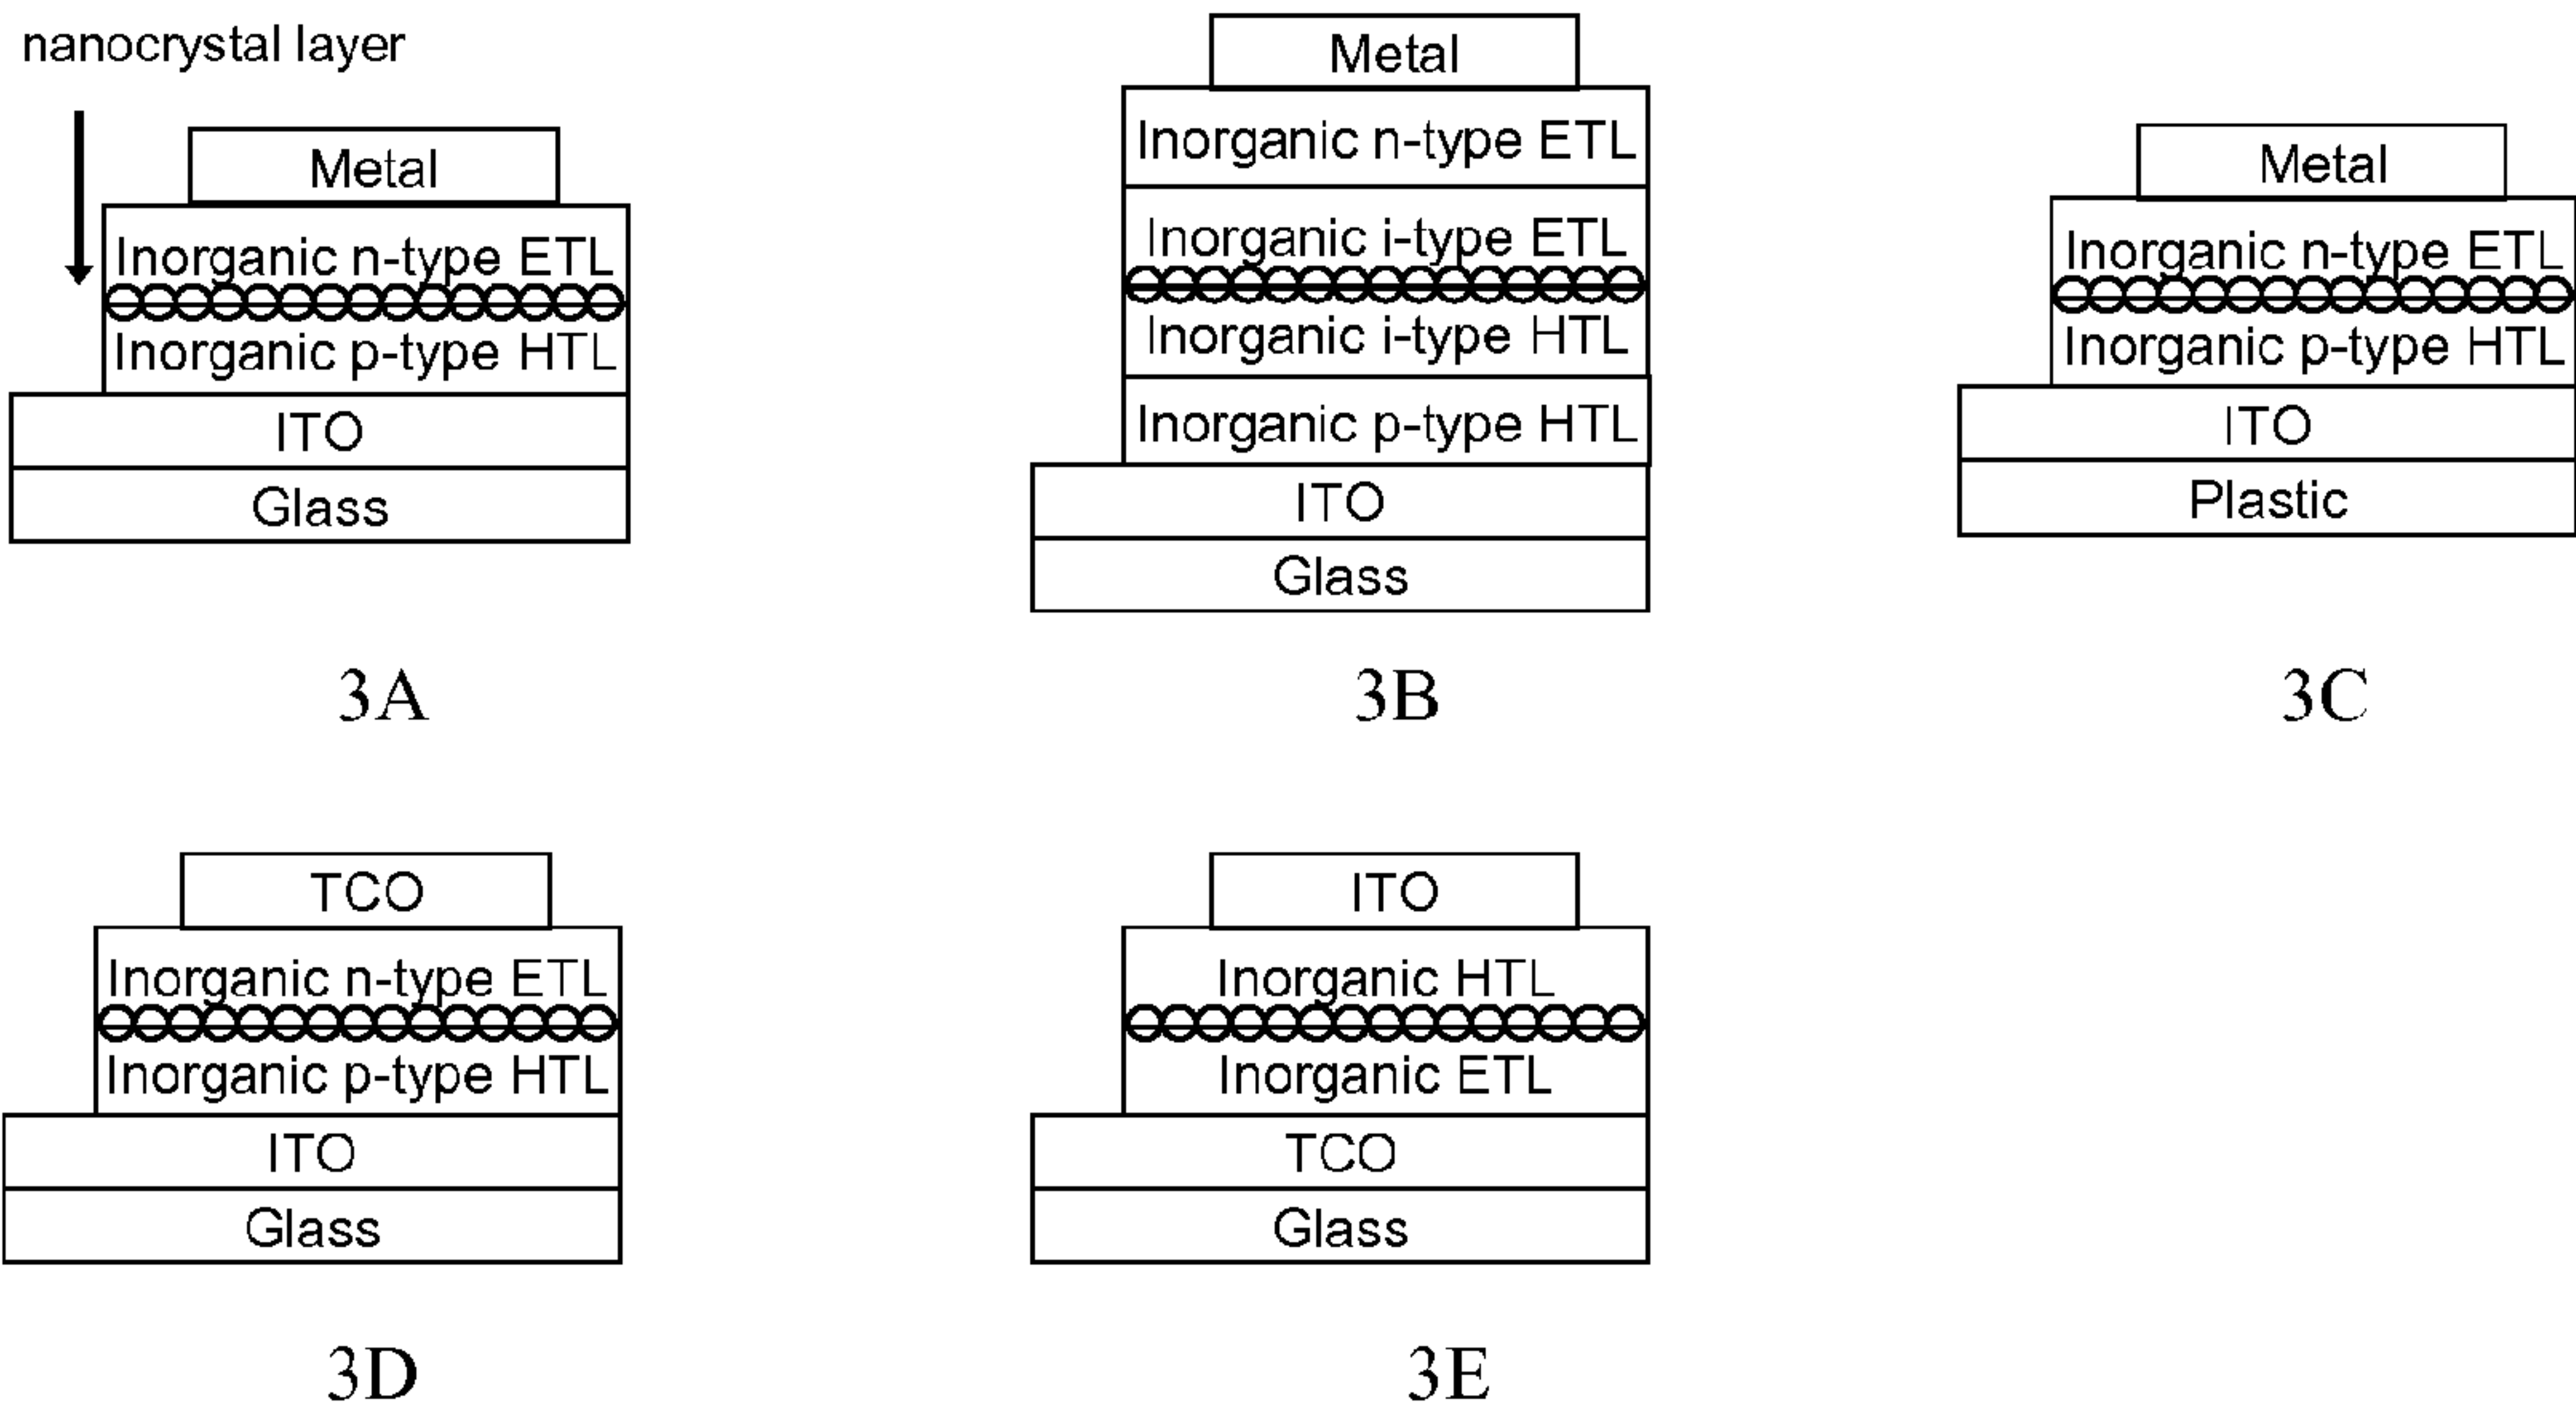 nanocrystal layer
Metal
Inorganic n-type ETL
Inorganic p-type HTL
ITO
Glass
3A
Metal
Inorganic n-type ETL
Inorganic i-type ETL
Inorganic i-type HTL
Inorganic p-type HTL
ITO
Glass
3B
Metal
Inorganic n-type ETL
Inorganic p-type HTL
ITO
Plastic
3C
TCO
Inorganic n-type ETL
Inorganic p-type HTL
ITO
Glass
3D
ITO
Inorganic HTL
Inorganic ETL
TCO
Glass
3E